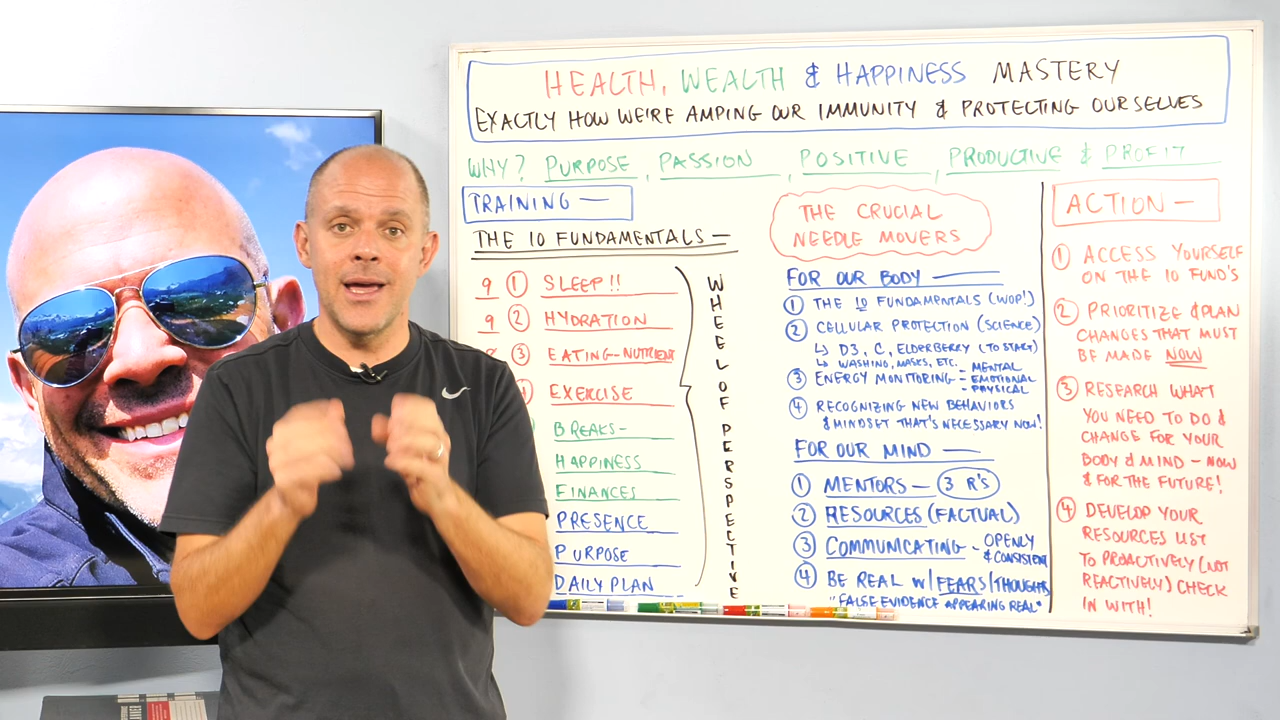 HEALTH, WEALTH & HAPPINESS MASTERY
EXACTLY HOW WE'RE AMPING OUR IMMUNITY & PROTECTING OURSELVES
WHY? PURPOSE, PASSION, POSITIVE, PRODUCTIVE & PROFIT
TRAINING —
THE 10 FUNDAMENTALS —
9 1 SLEEP!!
9 2 HYDRATION
3 EATING-NUTRIENT
EXERCISE
BREAKS-
HAPPINESS
FINANCES
PRESENCE
PURPOSE
DAILY PLAN
WHEEL OF PERSPECTIVE
THE CRUCIAL
NEEDLE MOVERS
FOR OUR BODY —
1 THE 10 FUNDAMENTALS (WOP!)
2 CELLULAR PROTECTION (SCIENCE)
↳ D3, C, ELDERBERRY (TO START)
↳ WASHING, MASKS, ETC.
3 ENERGY MONITORING - MENTAL
- EMOTIONAL
- PHYSICAL
4 RECOGNIZING NEW BEHAVIORS
& MINDSET THAT'S NECESSARY NOW!
FOR OUR MIND —
1 MENTORS — 3 R'S
2 RESOURCES (FACTUAL)
3 COMMUNICATING - OPENLY
& CONSISTENT
4 BE REAL W/FEARS/THOUGHTS
"FALSE EVIDENCE APPEARING REAL"
ACTION —
1 ACCESS YOURSELF
ON THE 10 FUND'S
2 PRIORITIZE & PLAN
CHANGES THAT MUST
BE MADE NOW
3 RESEARCH WHAT
YOU NEED TO DO &
CHANGE FOR YOUR
BODY & MIND - NOW
& FOR THE FUTURE!
4 DEVELOP YOUR
RESOURCES LIST
TO PROACTIVELY (NOT
REACTIVELY) CHECK
IN WITH!